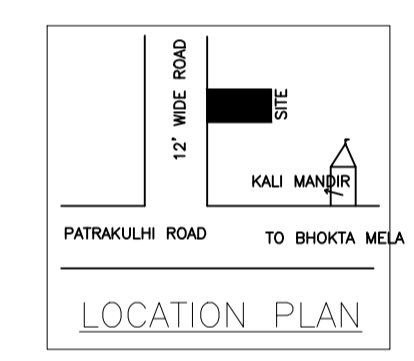 12' WIDE ROAD
SITE
KALI MANDIR
PATRAKULHI ROAD
TO BHOKTA MELA
LOCATION PLAN